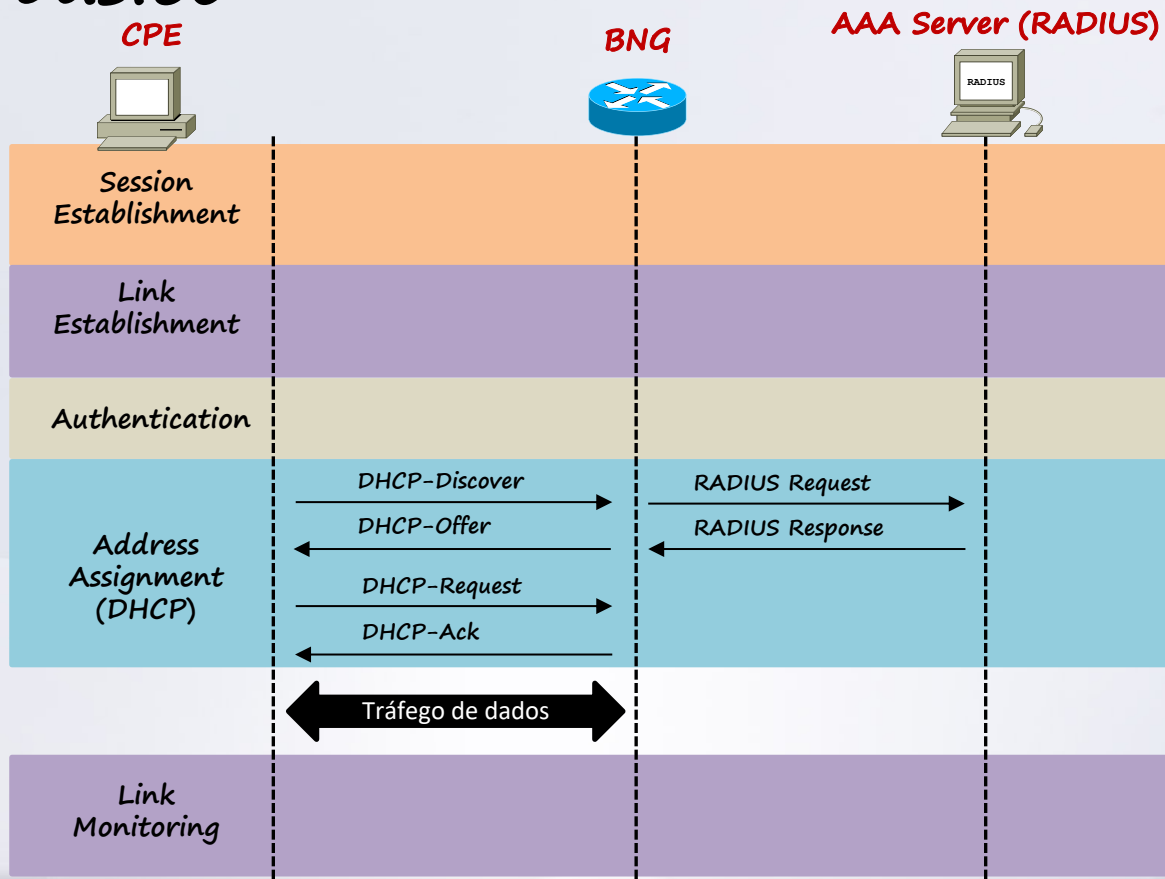 CPE
BNG
AAA Server (RADIUS)
RADIUS
Session
Establishment
Link
Establishment
Authentication
Address
Assignment
(DHCP)
DHCP-Discover
RADIUS Request
DHCP-Offer
RADIUS Response
DHCP-Request
DHCP-Ack
Tráfego de dados
Link
Monitoring